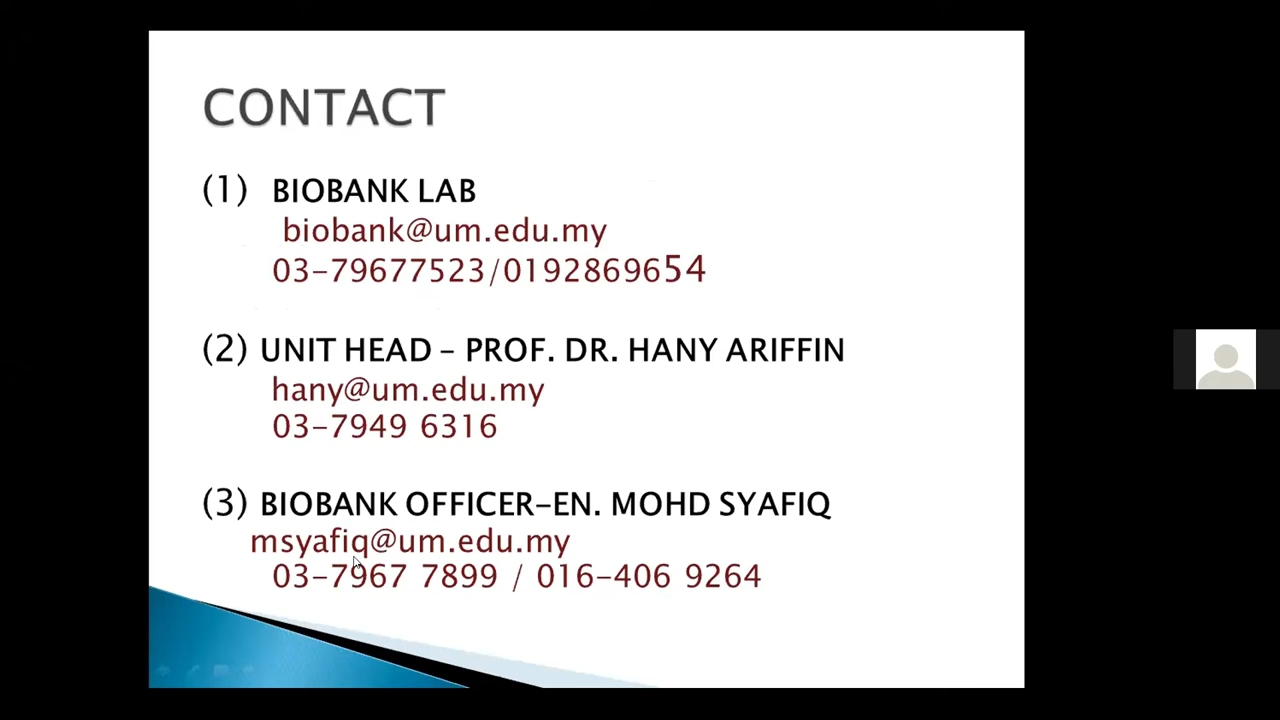 CONTACT
(1) BIOBANK LAB
biobank@um.edu.my
03-79677523/0192869654
(2) UNIT HEAD – PROF. DR. HANY ARIFFIN
hany@um.edu.my
03-7949 6316
(3) BIOBANK OFFICER-EN. MOHD SYAFIQ
msyafiq@um.edu.my
03-7967 7899 / 016-406 9264